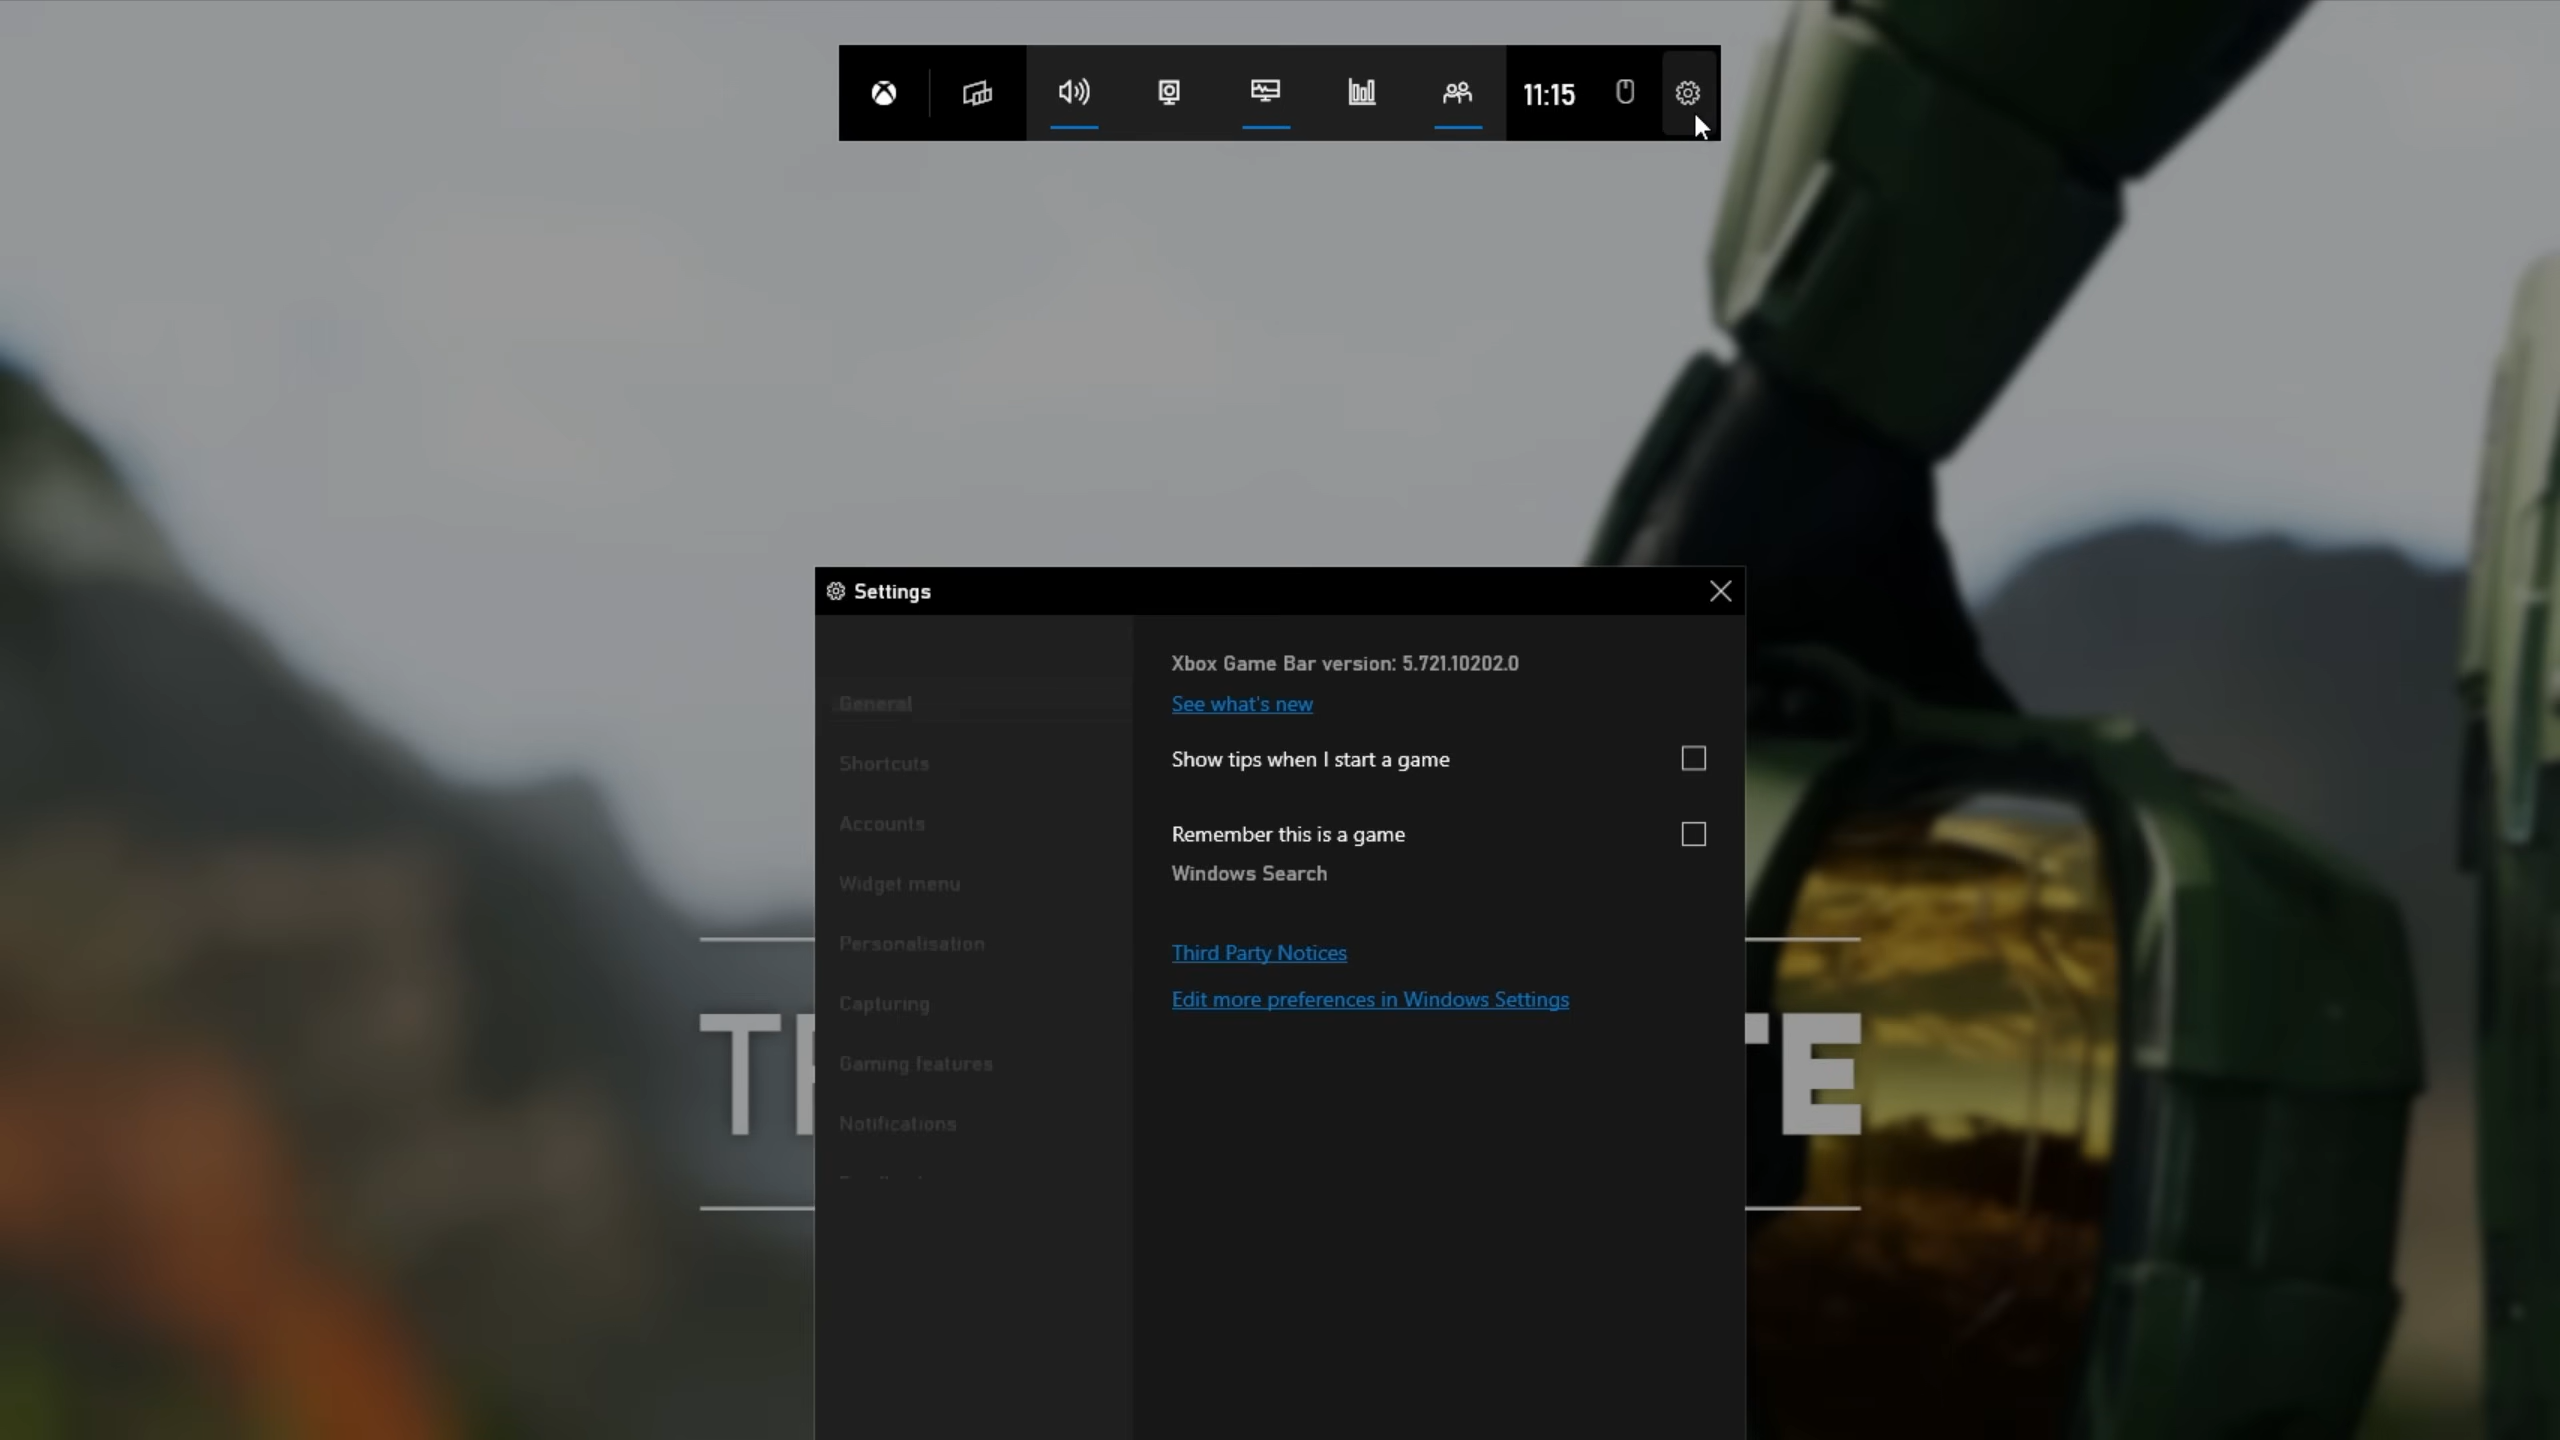 11:15
Settings
General
Shortcuts
Accounts
Widget menu
Personalisation
Capturing
Gaming features
Notifications
Xbox Game Bar version: 5.721.10202.0
See what's new
Show tips when I start a game
Remember this is a game
Windows Search
Third Party Notices
Edit more preferences in Windows Settings